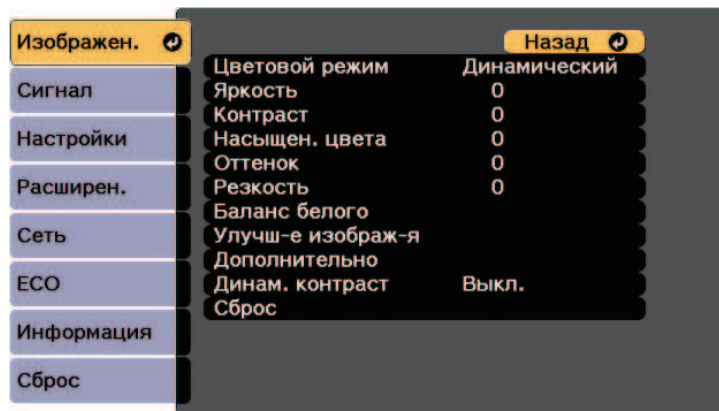 Изображен.
Сигнал
Настройки
Расширен.
Сеть
ECO
Информация
Сброс
Назад
Цветовой режим Динамический
Яркость 0
Контраст 0
Насыщен. цвета 0
Оттенок 0
Резкость 0
Баланс белого
Улучш-е изображ-я
Дополнительно
Динам. контраст Выкл.
Сброс